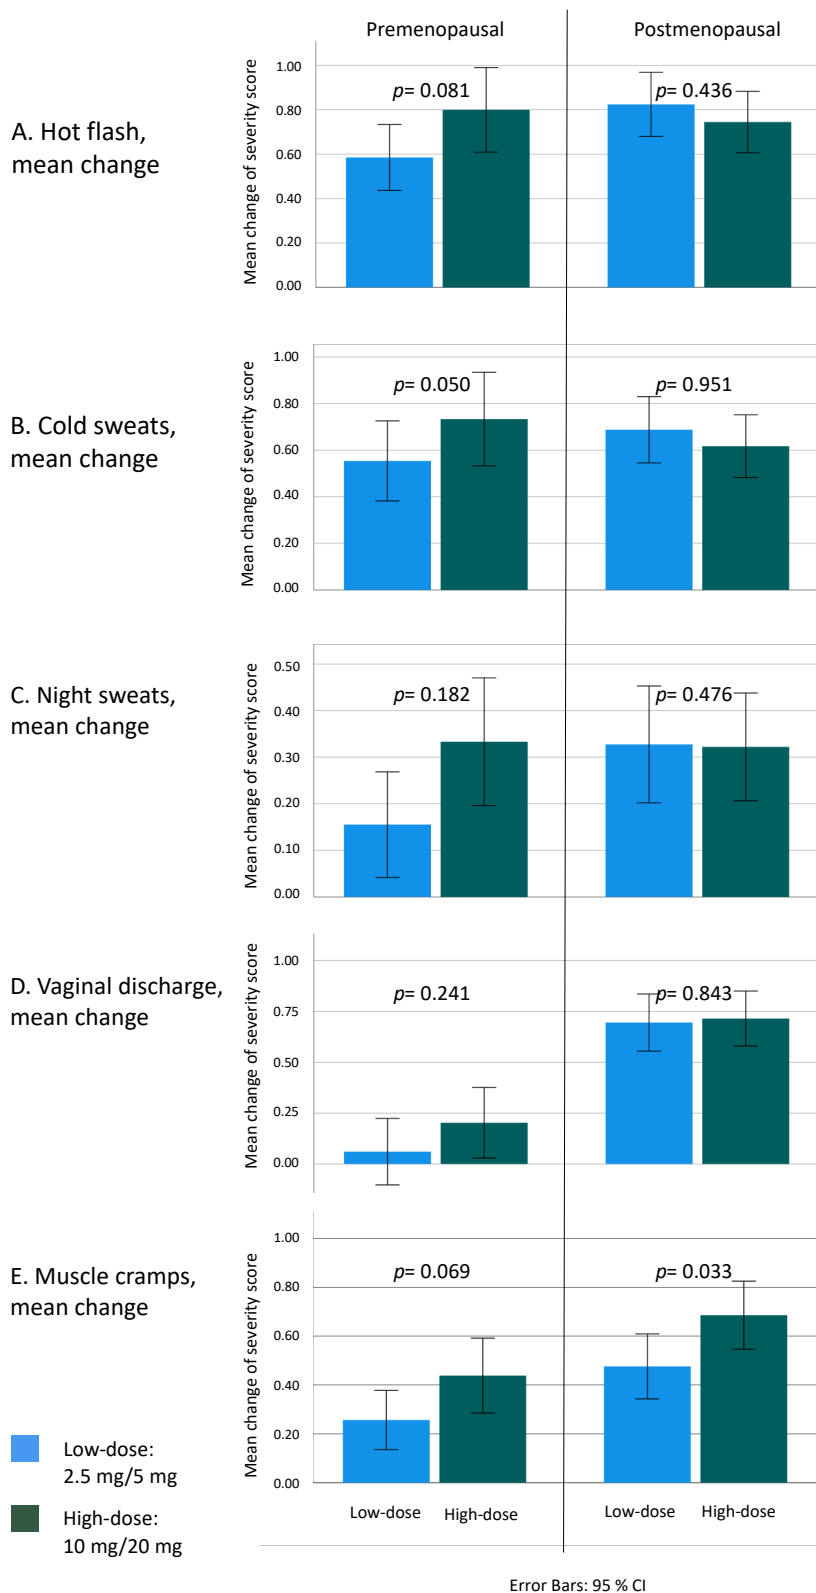 Premenopausal
Postmenopausal
A. Hot flash,
mean change
Mean change of severity score
1.00
0.80
0.60
0.40
0.20
0.00
p= 0.081
p= 0.436
B. Cold sweats,
mean change
Mean change of severity score
1.00
0.80
0.60
0.40
0.20
0.00
p= 0.050
p= 0.951
C. Night sweats,
mean change
Mean change of severity score
0.50
0.40
0.30
0.20
0.10
0.00
p= 0.182
p= 0.476
D. Vaginal discharge,
mean change
Mean change of severity score
1.00
0.75
0.50
0.25
0.00
p= 0.241
p= 0.843
E. Muscle cramps,
mean change
Mean change of severity score
1.00
0.80
0.60
0.40
0.20
0.00
p= 0.069
p= 0.033
Low-dose
High-dose
Low-dose
High-dose
Low-dose:
2.5 mg/5 mg
High-dose:
10 mg/20 mg
Error Bars: 95 % CI